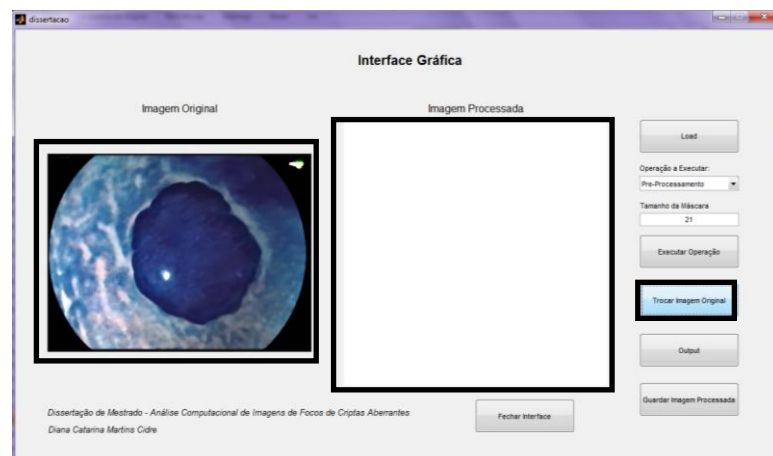 dissertacao
Interface Gráfica
Imagem Original
Imagem Processada
Load
Operação a Executar:
Pre-Processamento
Tamanho da Máscara
21
Executar Operação
Trocar Imagem Original
Output
Guardar Imagem Processada
Fechar Interface
Dissertação de Mestrado - Análise Computacional de Imagens de Focos de Criptas Aberrantes
Diana Catarina Martins Cidre